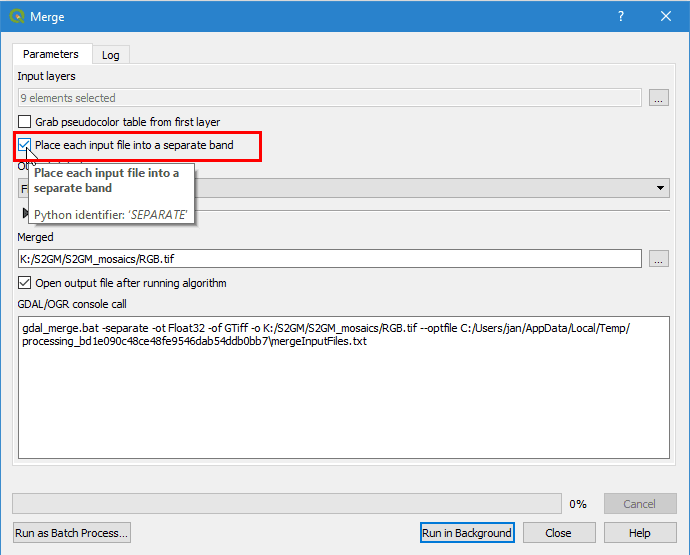 Merge
?
Parameters
Log
Input layers
9 elements selected
...
Grab pseudocolor table from first layer
Place each input file into a separate band
Place each input file into a
separate band
Python identifier: 'SEPARATE'
Merged
K:/S2GM/S2GM_mosaics/RGB.tif
...
Open output file after running algorithm
GDAL/OGR console call
gdal_merge.bat -separate -ot Float32 -of GTiff -o K:/S2GM/S2GM_mosaics/RGB.tif --optfile C:/Users/jan/AppData/Local/Temp/
processing_bd1e090c48ce48fe9546dab54ddb0bb7\mergeInputFiles.txt
0%
Cancel
Run as Batch Process...
Run in Background
Close
Help